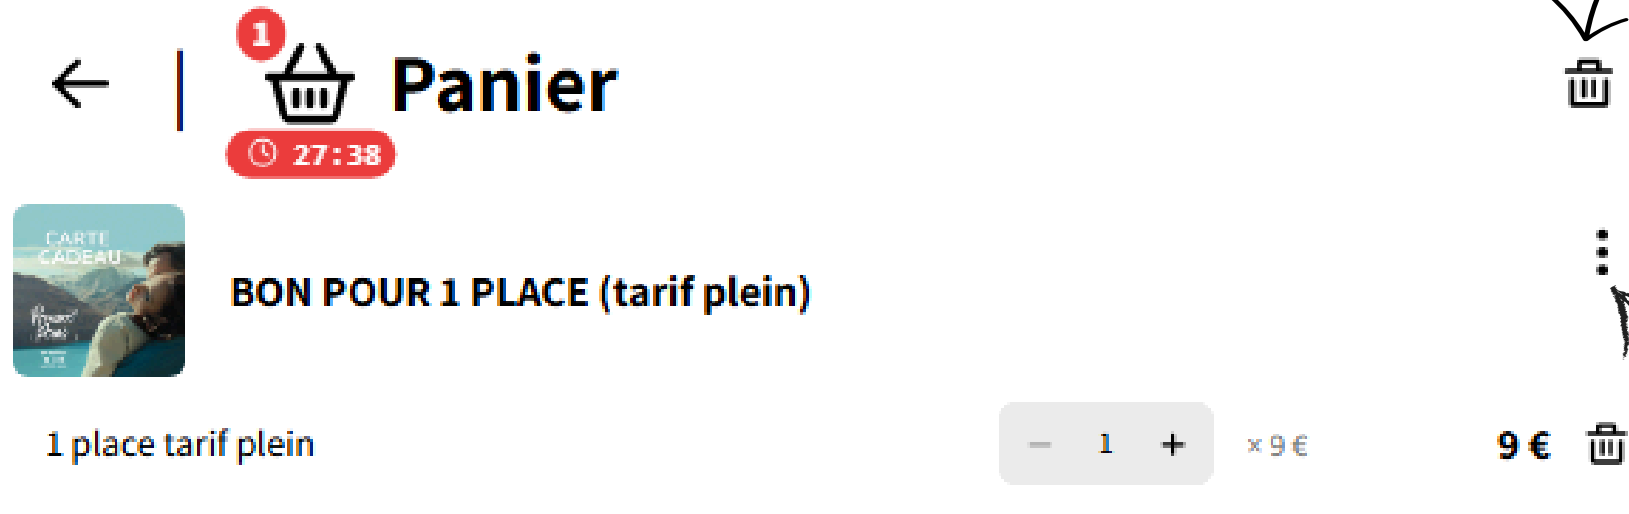 1
Panier
27:38
CARTE
CADEAU
BON POUR 1 PLACE (tarif plein)
1 place tarif plein
− 1 + × 9 € 9 €